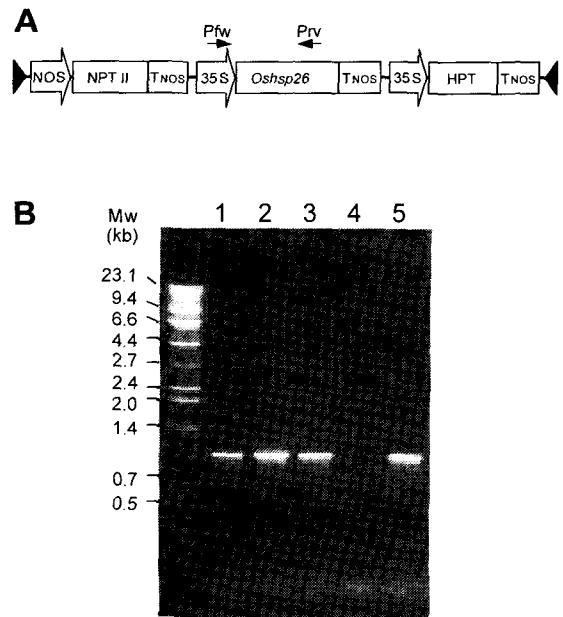 A
Pfw Prv
NOS NPT II TNOS 35S Oshsp26 TNOS 35S HPT TNOS
B
Mw 1 2 3 4 5
(kb)
23.1
9.4
6.6
4.4
2.7
2.4
2.0
1.4
0.7
0.5